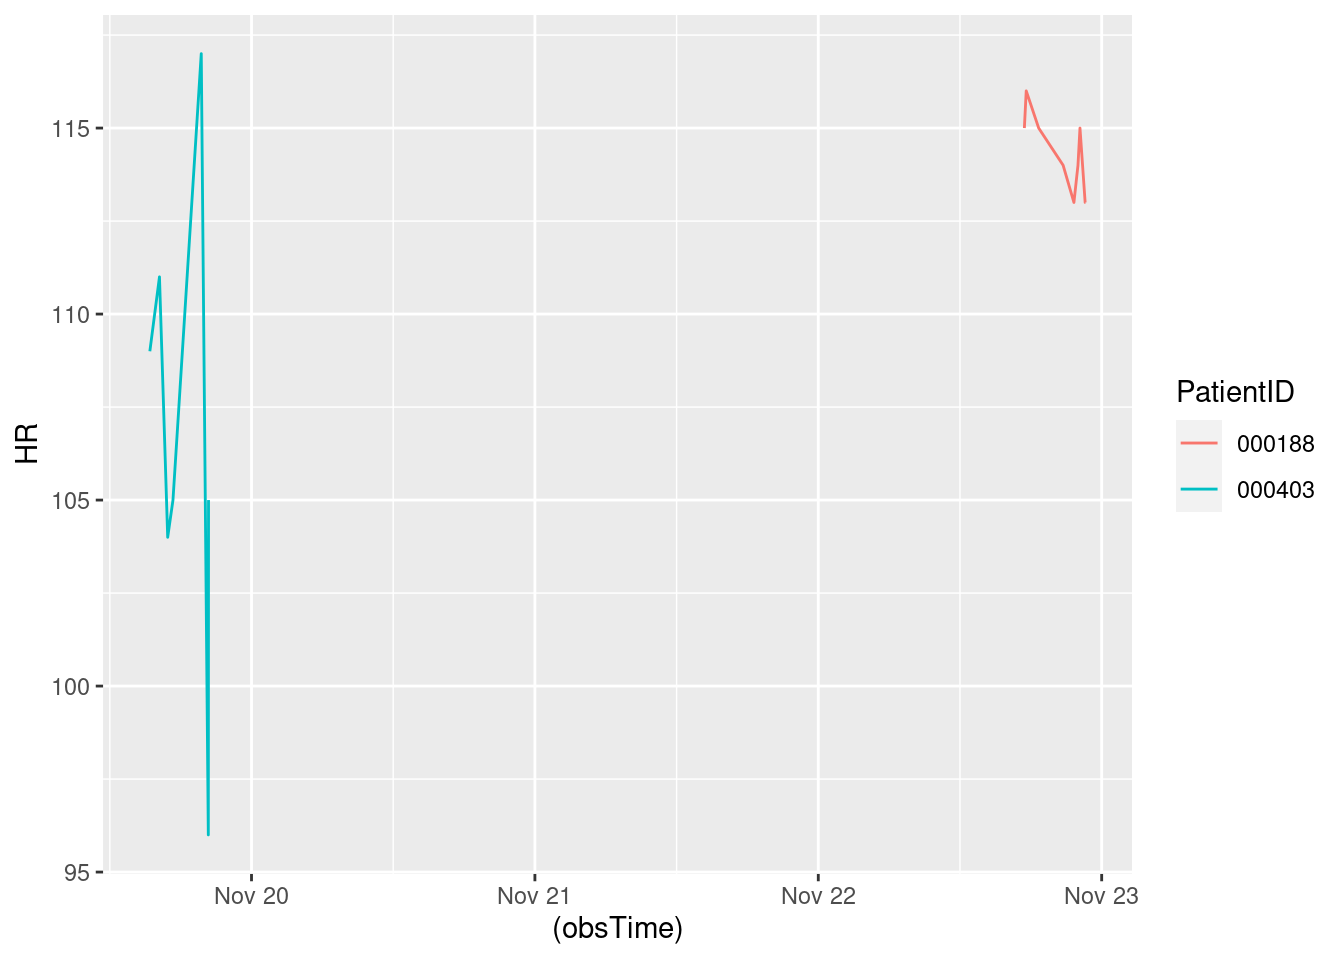 HR
115
110
105
100
95
Nov 20
Nov 21
Nov 22
Nov 23
(obsTime)
PatientID
000188
000403